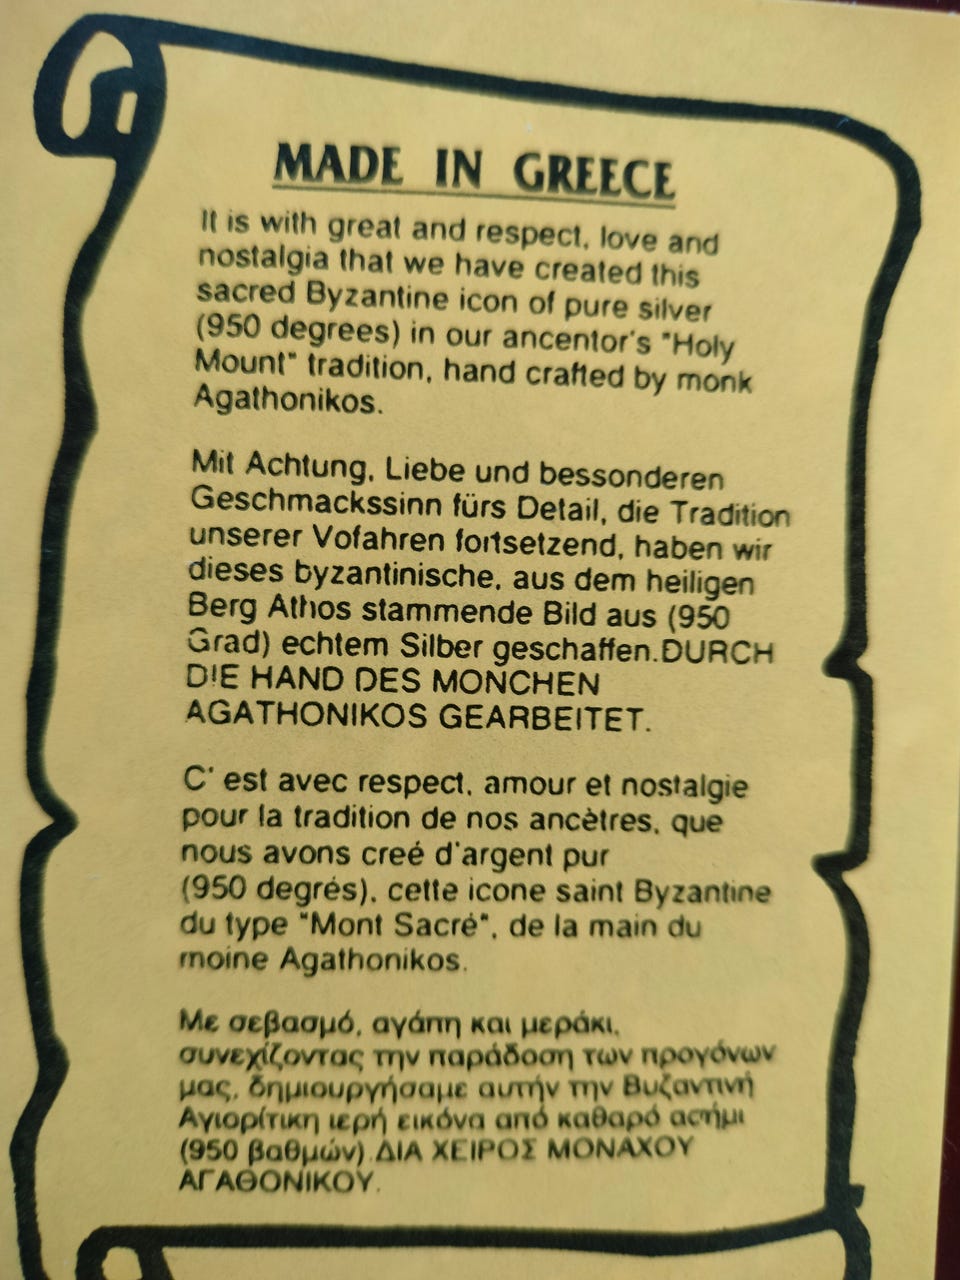 MADE IN GREECE
It is with great and respect, love and
nostalgia that we have created this
sacred Byzantine icon of pure silver
(950 degrees) in our ancentor's "Holy
Mount" tradition, hand crafted by monk
Agathonikos.
Mit Achtung, Liebe und bessonderen
Geschmackssinn fürs Detail, die Tradition
unserer Vofahren fortsetzend, haben wir
dieses byzantinische, aus dem heiligen
Berg Athos stammende Bild aus (950
Grad) echtem Silber geschaffen.DURCH
DIE HAND DES MONCHEN
AGATHONIKOS GEARBEITET.
C' est avec respect, amour et nostalgie
pour la tradition de nos ancètres, que
nous avons creé d'argent pur
(950 degrés), cette icone saint Byzantine
du type "Mont Sacré", de la main du
moine Agathonikos.
Με σεβασμό, αγάπη και μεράκι,
συνεχίζοντας την παράδοση των προγόνων
μας, δημιουργήσαμε αυτήν την Βυζαντινή
Αγιορίτικη ιερή εικόνα από καθαρό ασήμι
(950 βαθμών) ΔΙΑ ΧΕΙΡΟΣ ΜΟΝΑΧΟΥ
ΑΓΑΘΟΝΙΚΟΥ.